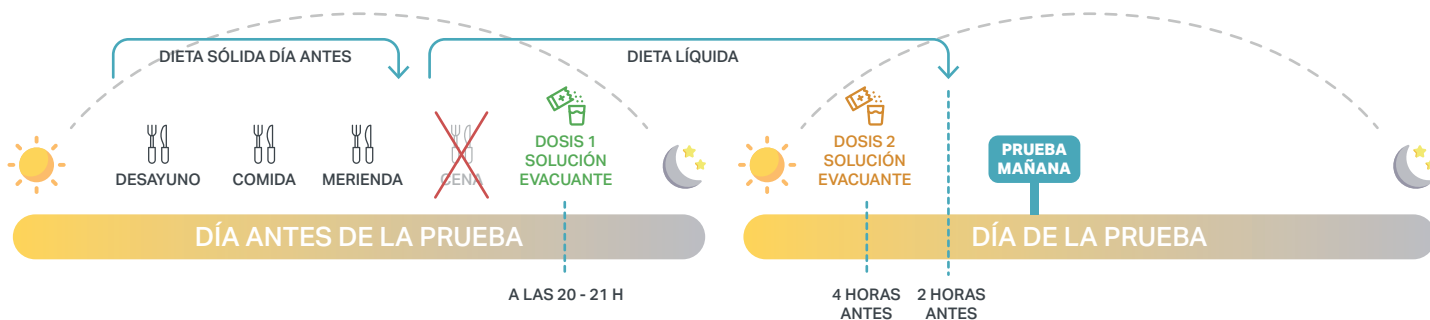 DIETA SÓLIDA DÍA ANTES
DIETA LÍQUIDA
DESAYUNO
COMIDA
MERIENDA
CENA
DOSIS 1
SOLUCIÓN
EVACUANTE
DOSIS 2
SOLUCIÓN
EVACUANTE
PRUEBA
MAÑANA
DÍA ANTES DE LA PRUEBA
DÍA DE LA PRUEBA
A LAS 20 - 21 H
4 HORAS
ANTES
2 HORAS
ANTES